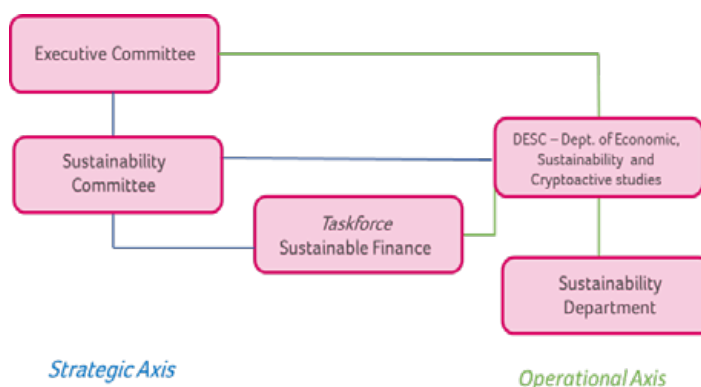 Executive Committee
Sustainability
Committee
DESC – Dept. of Economic,
Sustainability and
Cryptoactive studies
Taskforce
Sustainable Finance
Sustainability
Department
Strategic Axis
Operational Axis